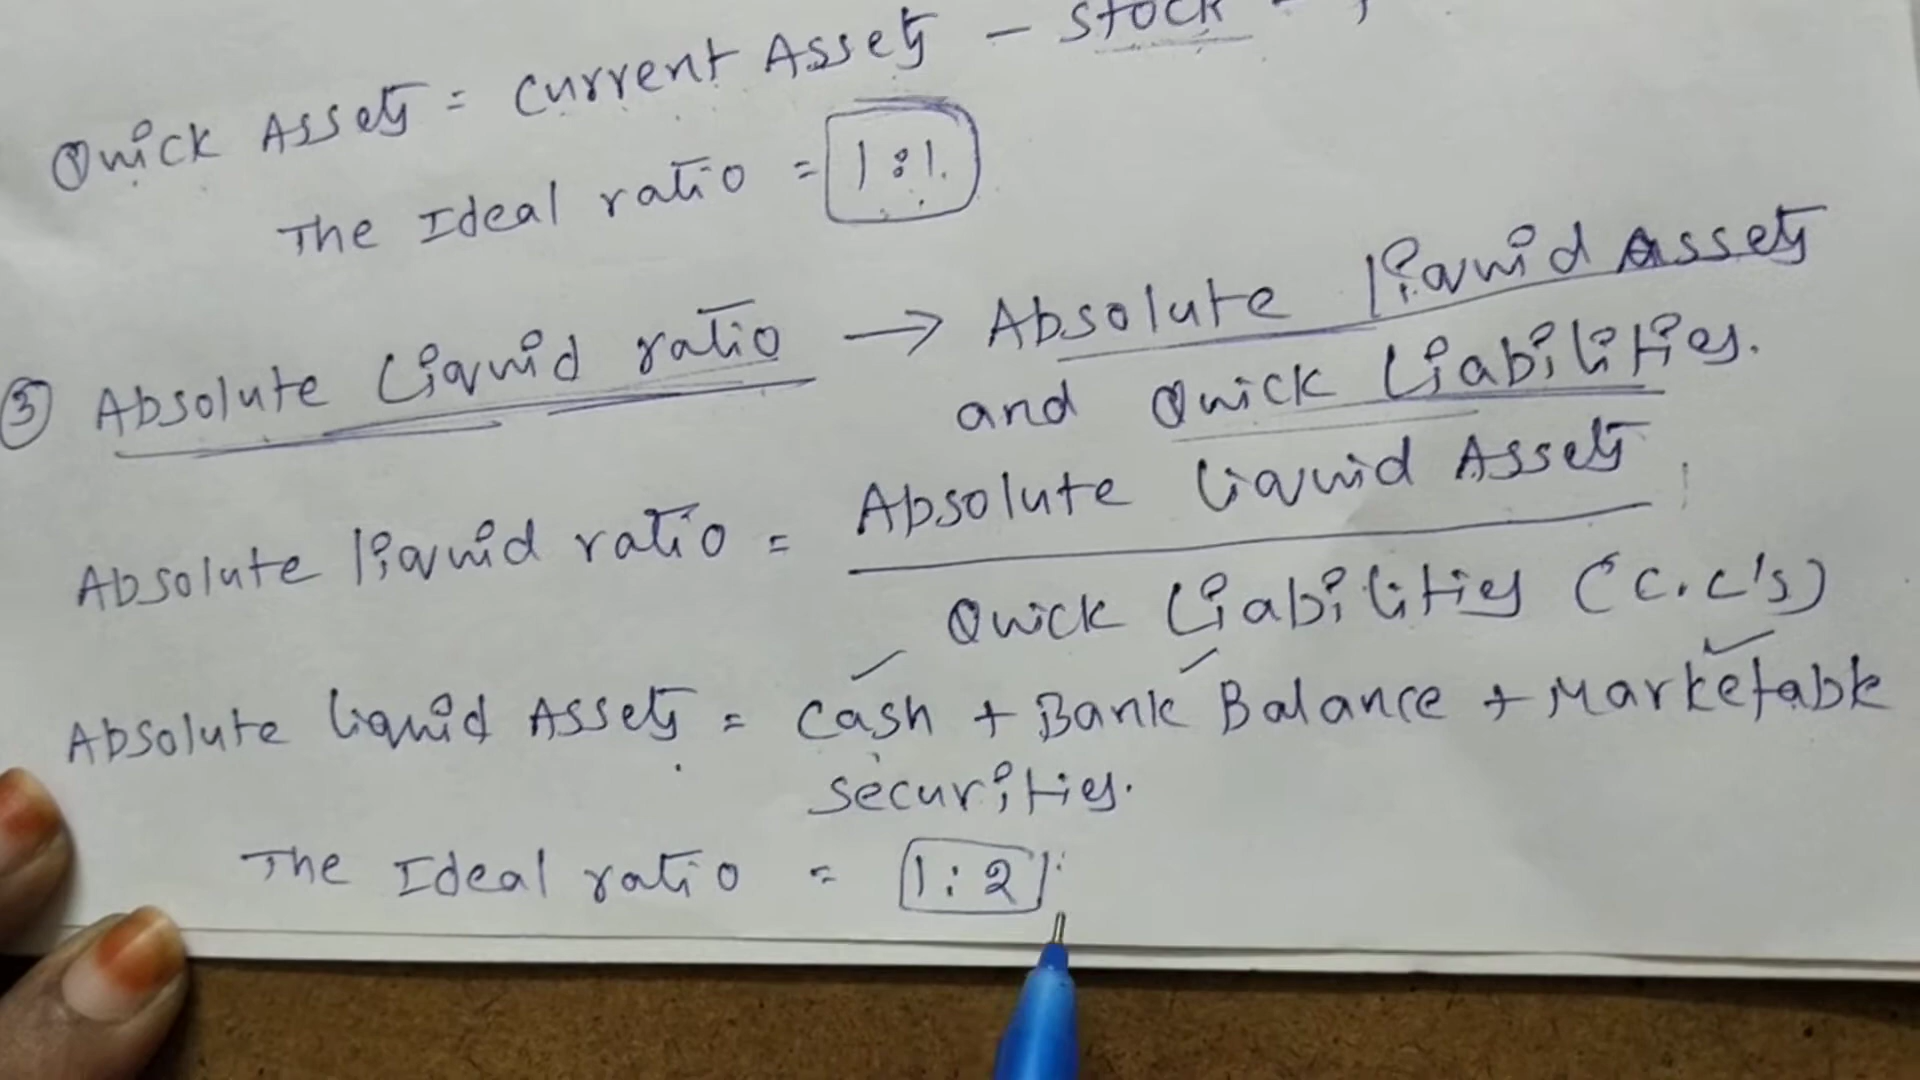 Quick Assets = Current Assets - Stock -
The Ideal ratio = 1:1.
③ Absolute Liquid ratio → Absolute liquid Assets
and Quick Liabilities.
Absolute liquid ratio = Absolute Liquid Assets
Quick Liabilities (C.L's)
Absolute liquid Assets = Cash + Bank Balance + Marketable
securities.
The Ideal ratio = 1:2